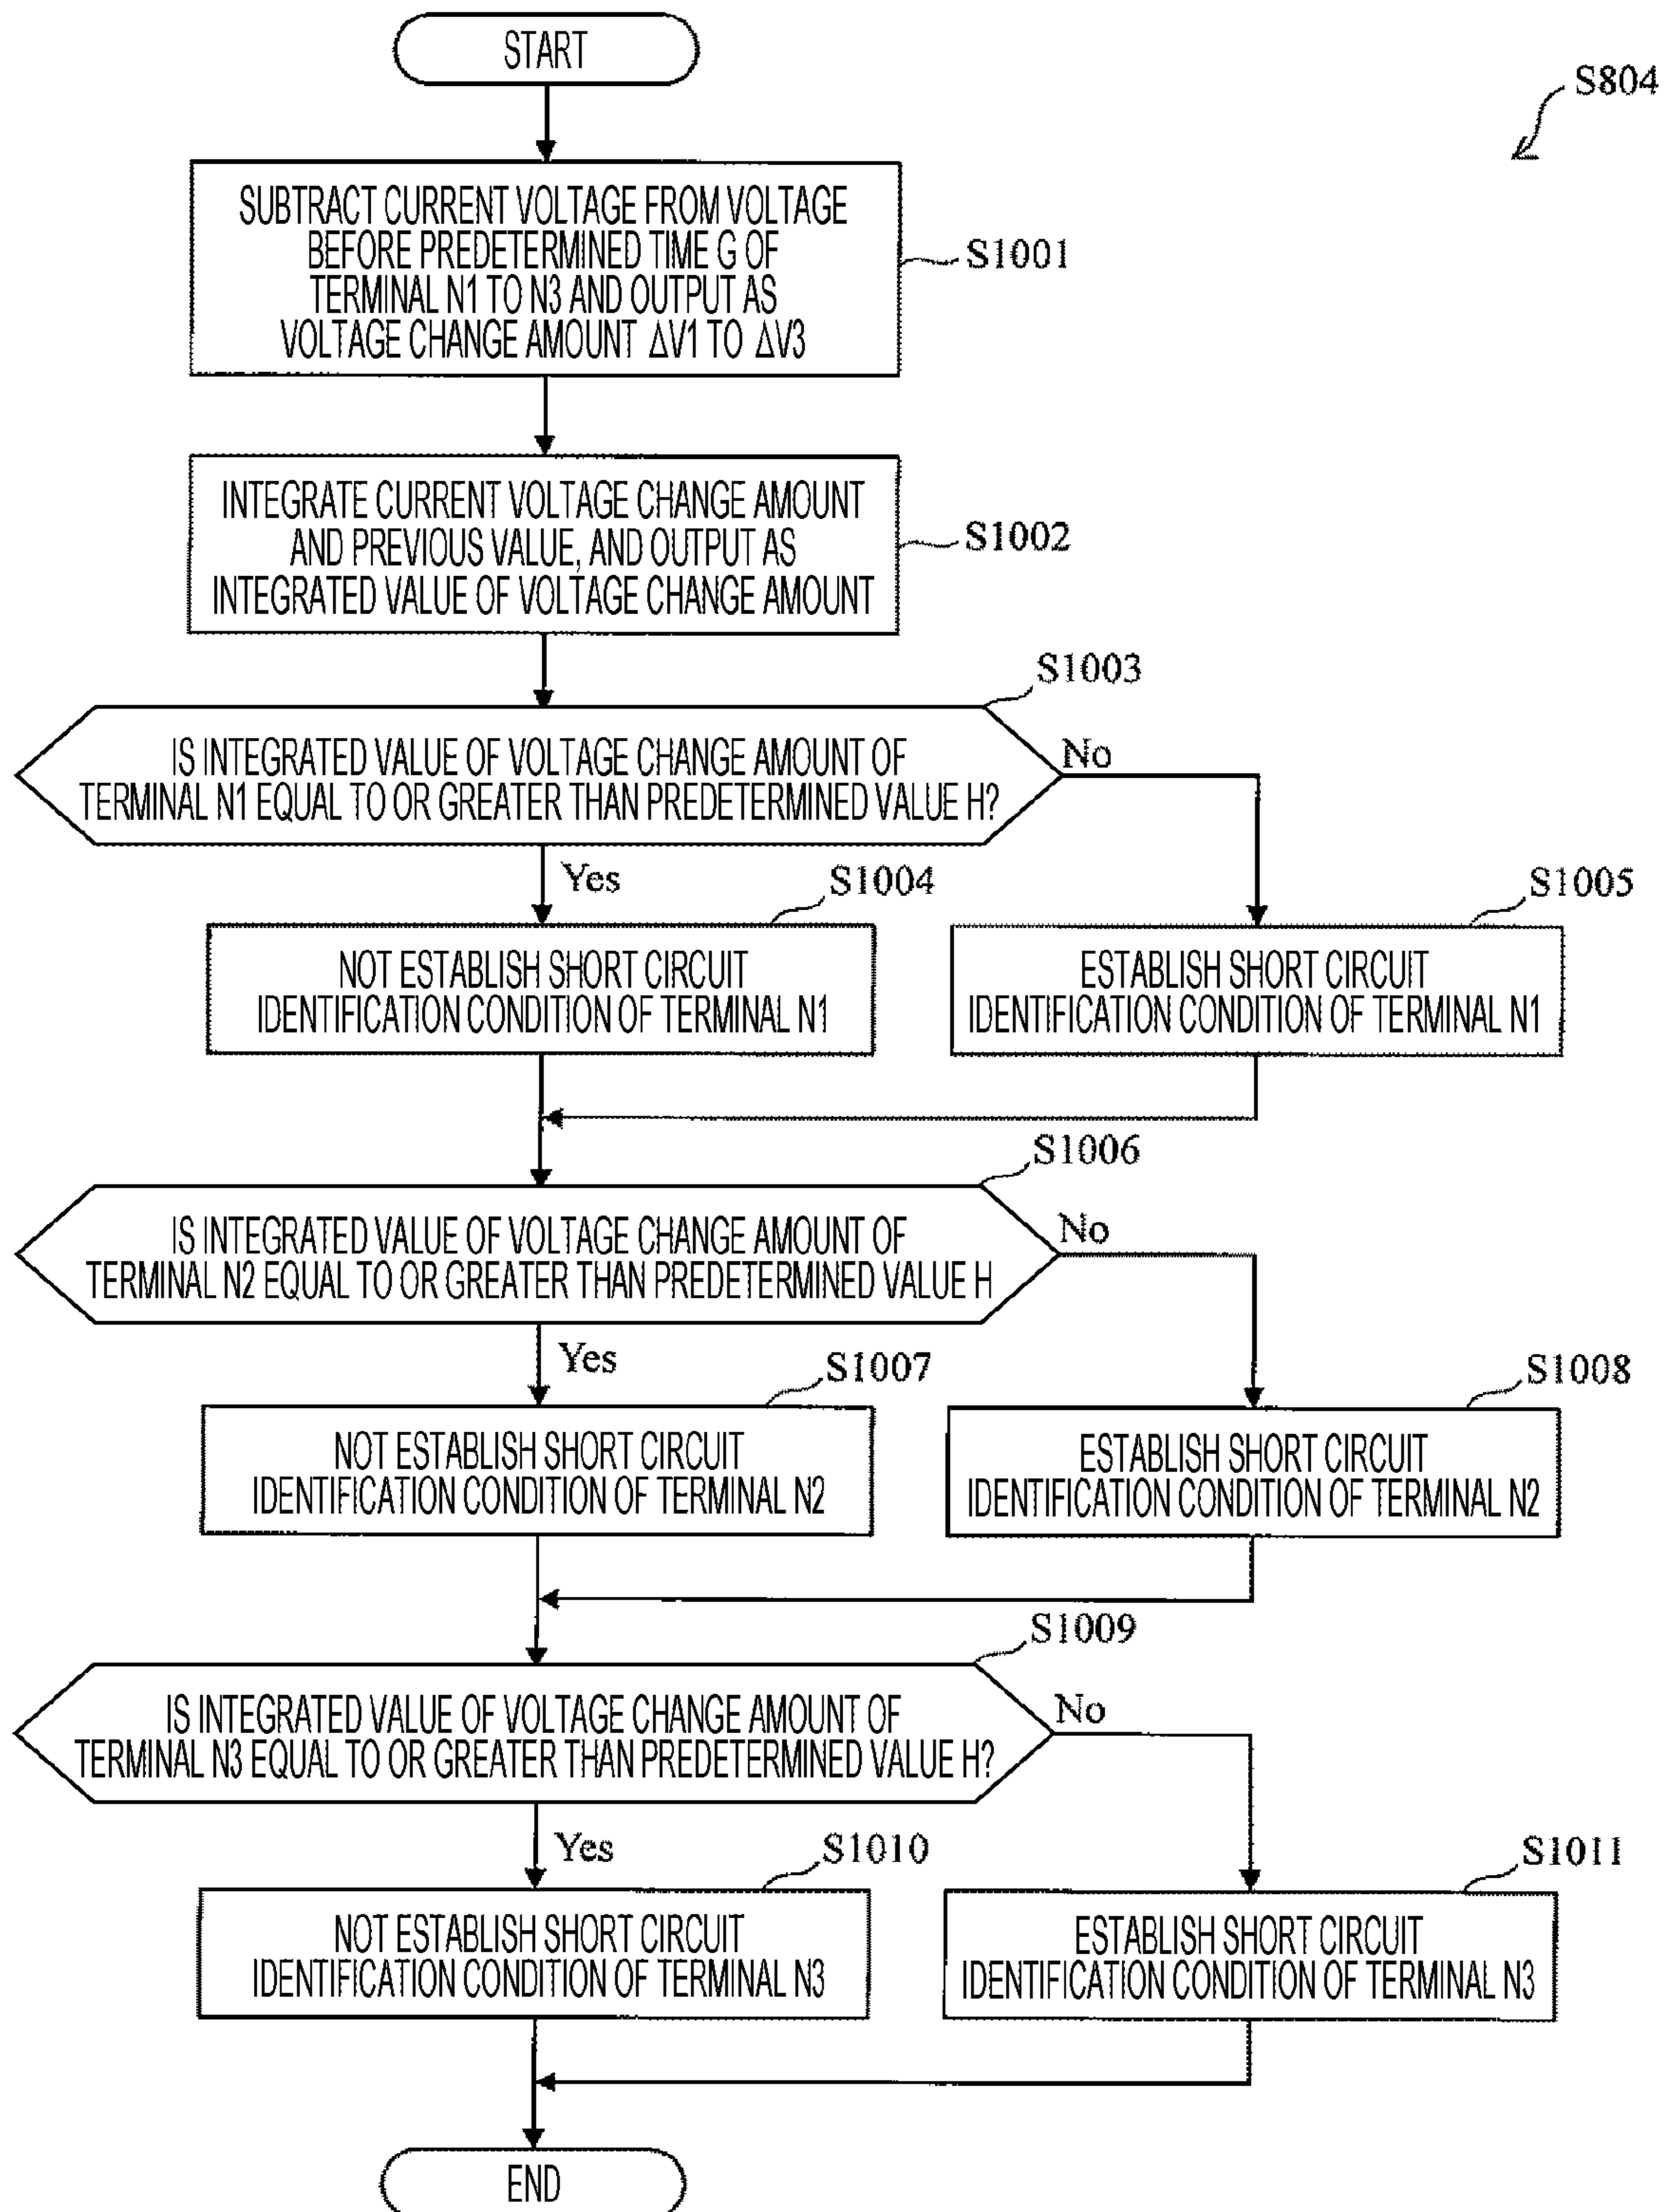 START
S804
SUBTRACT CURRENT VOLTAGE FROM VOLTAGE
BEFORE PREDETERMINED TIME G OF
TERMINAL N1 TO N3 AND OUTPUT AS
VOLTAGE CHANGE AMOUNT ΔV1 TO ΔV3
S1001
INTEGRATE CURRENT VOLTAGE CHANGE AMOUNT
AND PREVIOUS VALUE, AND OUTPUT AS
INTEGRATED VALUE OF VOLTAGE CHANGE AMOUNT
S1002
S1003
IS INTEGRATED VALUE OF VOLTAGE CHANGE AMOUNT OF
TERMINAL N1 EQUAL TO OR GREATER THAN PREDETERMINED VALUE H?
No
Yes
S1004
NOT ESTABLISH SHORT CIRCUIT
IDENTIFICATION CONDITION OF TERMINAL N1
S1005
ESTABLISH SHORT CIRCUIT
IDENTIFICATION CONDITION OF TERMINAL N1
S1006
IS INTEGRATED VALUE OF VOLTAGE CHANGE AMOUNT OF
TERMINAL N2 EQUAL TO OR GREATER THAN PREDETERMINED VALUE H
No
Yes
S1007
NOT ESTABLISH SHORT CIRCUIT
IDENTIFICATION CONDITION OF TERMINAL N2
S1008
ESTABLISH SHORT CIRCUIT
IDENTIFICATION CONDITION OF TERMINAL N2
S1009
IS INTEGRATED VALUE OF VOLTAGE CHANGE AMOUNT OF
TERMINAL N3 EQUAL TO OR GREATER THAN PREDETERMINED VALUE H?
No
Yes
S1010
NOT ESTABLISH SHORT CIRCUIT
IDENTIFICATION CONDITION OF TERMINAL N3
S1011
ESTABLISH SHORT CIRCUIT
IDENTIFICATION CONDITION OF TERMINAL N3
END